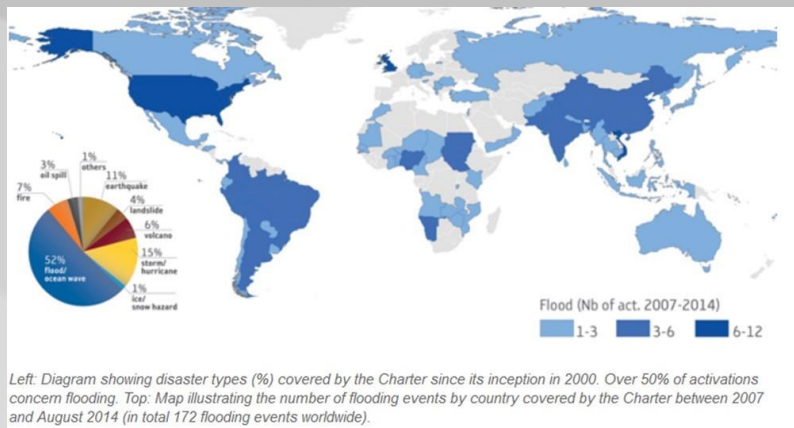 1%
others
3%
oil spill
11%
earthquake
7%
fire
4%
landslide
6%
volcano
52%
flood/
ocean wave
15%
storm/
hurricane
1%
ice/
snow hazard
Flood (Nb of act. 2007-2014)
1-3
3-6
6-12
Left: Diagram showing disaster types (%) covered by the Charter since its inception in 2000. Over 50% of activations
concern flooding. Top: Map illustrating the number of flooding events by country covered by the Charter between 2007
and August 2014 (in total 172 flooding events worldwide).